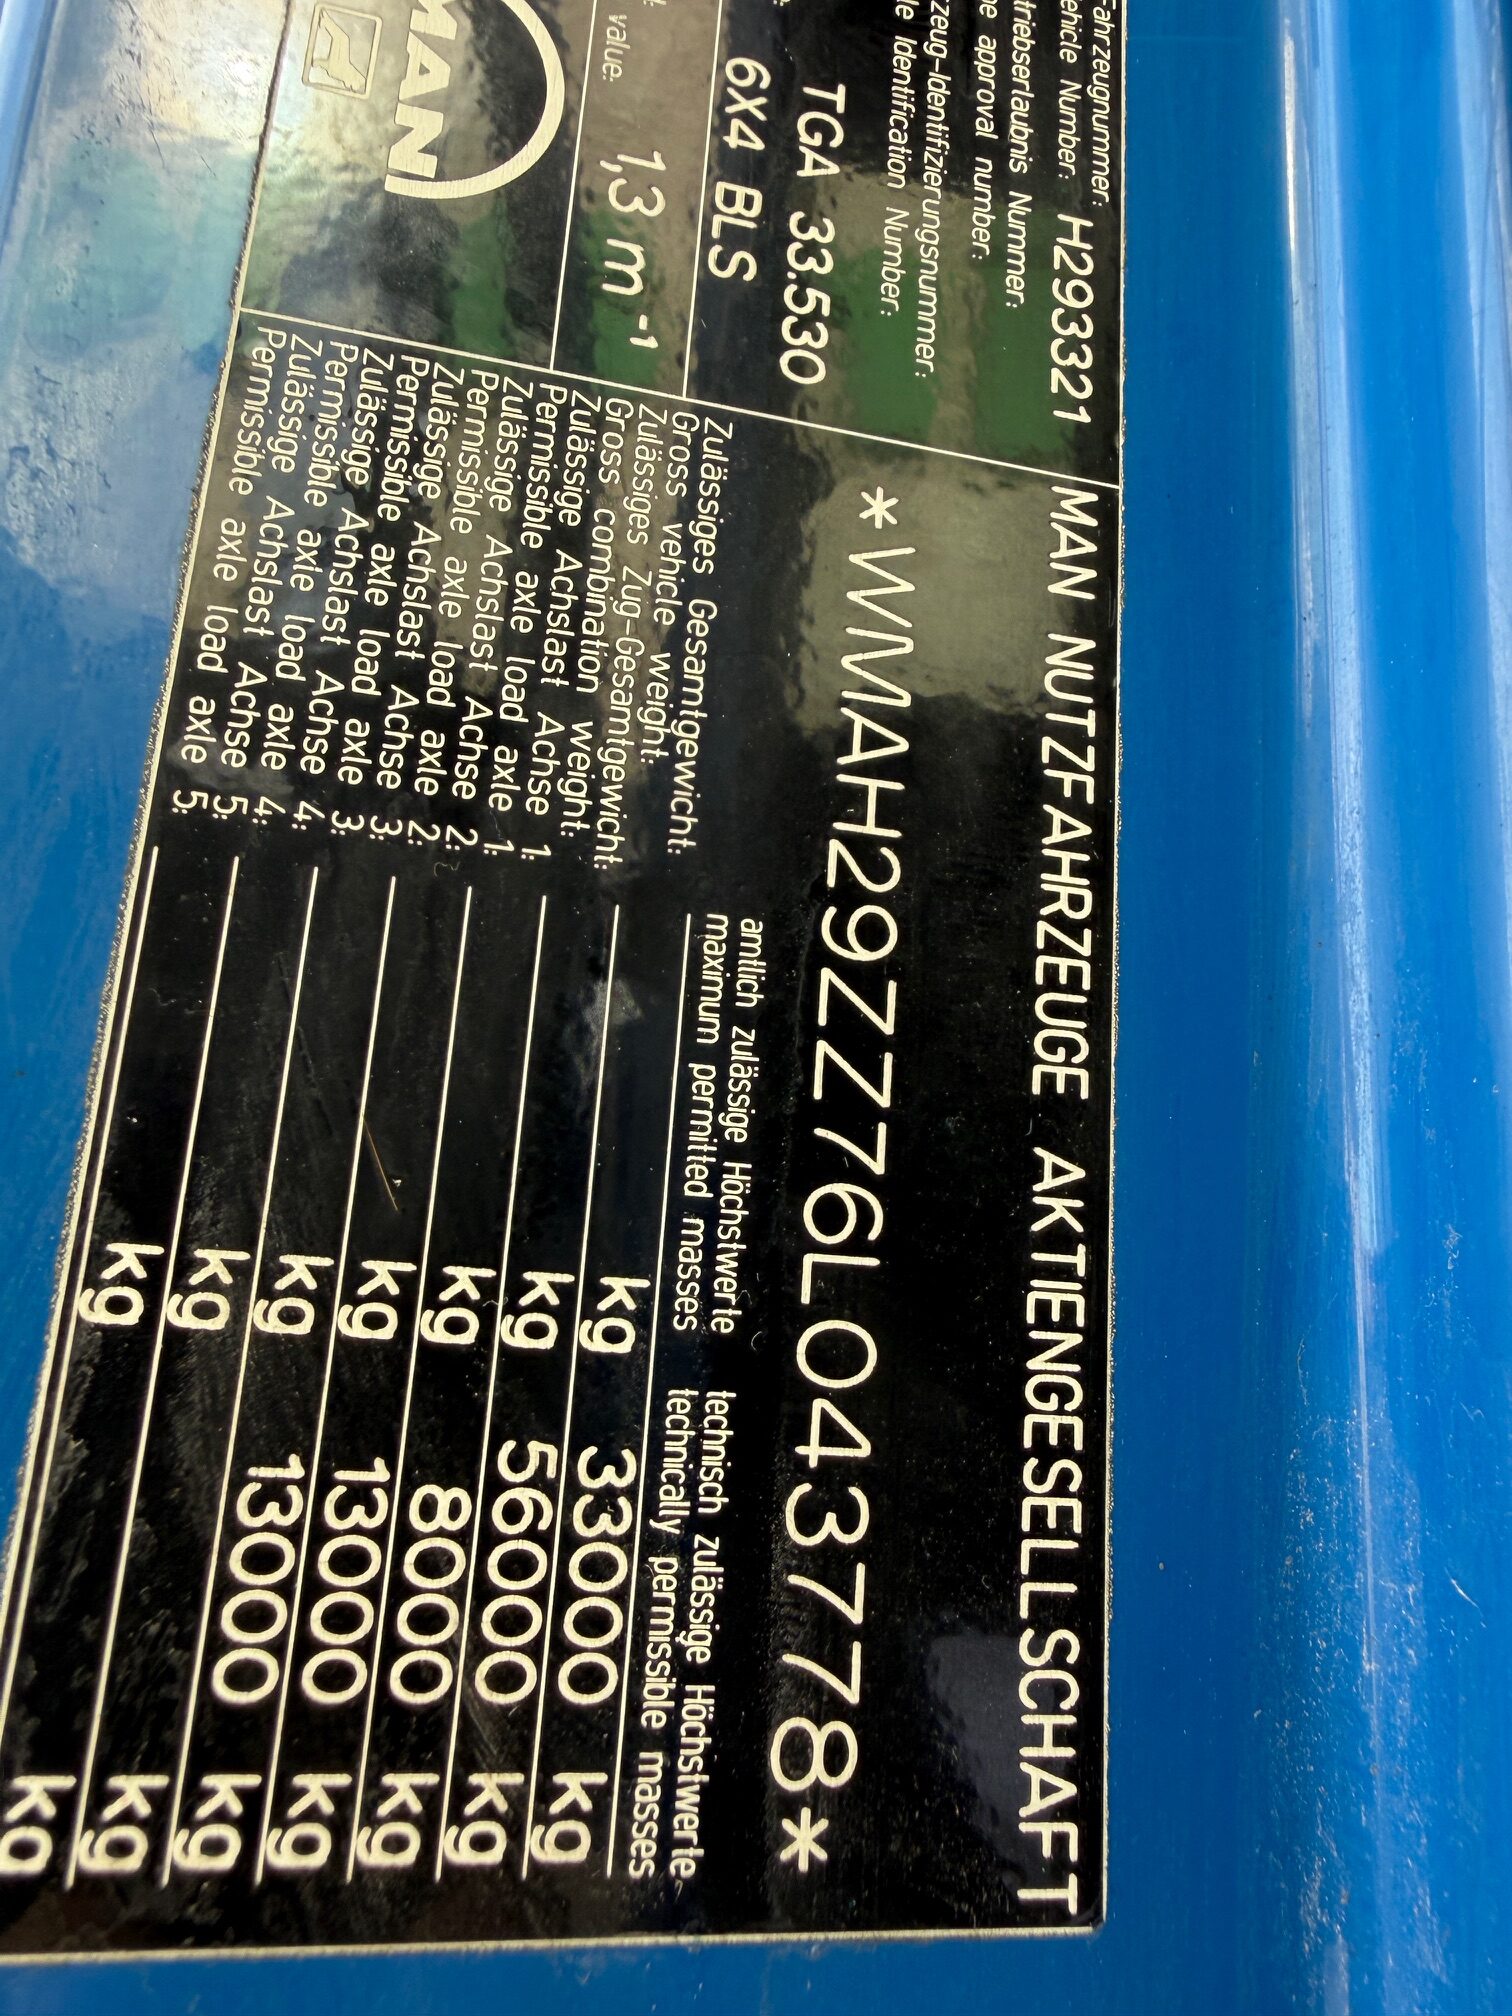 Fahrzeugnummer:
Vehicle Number: H293321
triebserlaubnis Nummer:
approval number:
zeug-Identifizierungsnummer:
Identification Number:
TGA 33.530
6X4 BLS
value: 1,3 m⁻¹
MAN
MAN NUTZFAHRZEUGE AKTIENGESELLSCHAFT
*WMAH29ZZ76L043778*
amtlich zulässige Höchstwerte technisch zulässige Höchstwerte
maximum permitted masses technically permissible masses
Zulässiges Gesamtgewicht:
Gross vehicle weight: kg 33000 kg
Zulässiges Zug-Gesamtgewicht:
Gross combination weight: kg 56000 kg
Zulässige Achslast Achse 1:
Permissible axle load axle 1: kg 8000 kg
Zulässige Achslast Achse 2:
Permissible axle load axle 2: kg 13000 kg
Zulässige Achslast Achse 3:
Permissible axle load axle 3: kg 13000 kg
Zulässige Achslast Achse 4:
Permissible axle load axle 4: kg kg
Zulässige Achslast Achse 5:
Permissible axle load axle 5: kg kg